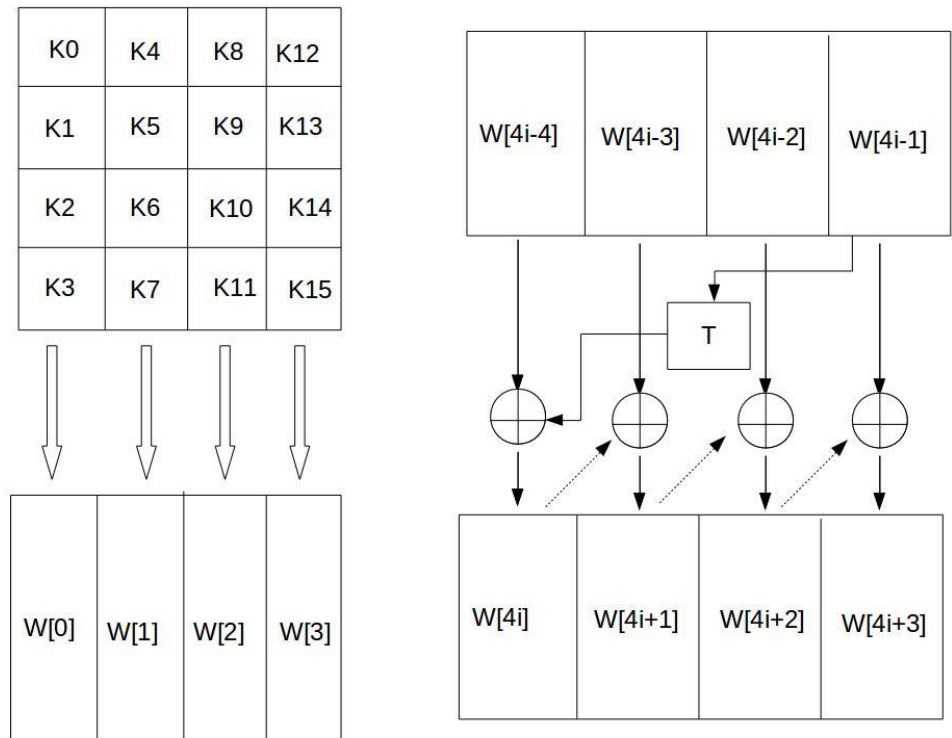 K0 K4 K8 K12
K1 K5 K9 K13
K2 K6 K10 K14
K3 K7 K11 K15
W[0] W[1] W[2] W[3]
W[4i-4] W[4i-3] W[4i-2] W[4i-1]
T
W[4i] W[4i+1] W[4i+2] W[4i+3]